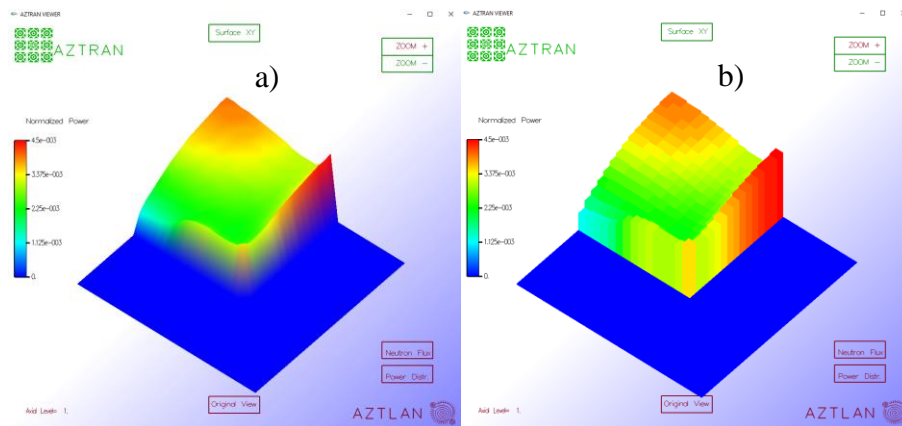 AZTRAN VIEWER
AZTRAN
Surface XY
ZOOM +
ZOOM −
a)
Normalized Power
4.5e-003
3.375e-003
2.25e-003
1.125e-003
0.
Neutron Flux
Power Distr.
Original View
Axial Level= 1.
AZTLAN
AZTRAN VIEWER
AZTRAN
Surface XY
ZOOM +
ZOOM −
b)
Normalized Power
4.5e-003
3.375e-003
2.25e-003
1.125e-003
0.
Neutron Flux
Power Distr.
Original View
Axial Level= 1.
AZTLAN